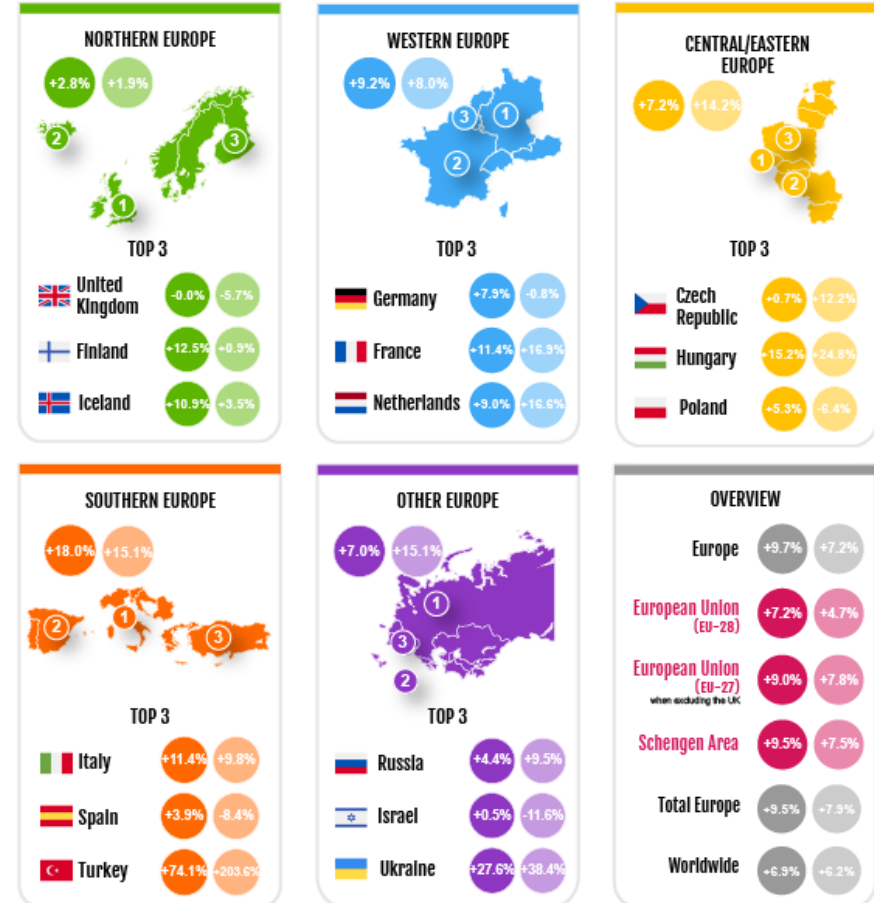 NORTHERN EUROPE
+2.8% +1.9%
2
3
1
TOP 3
United
Kingdom
-0.0% -5.7%
Finland +12.5% +0.9%
Iceland +10.9% +3.5%
WESTERN EUROPE
+9.2% +8.0%
3 1
2
TOP 3
Germany +7.9% -0.8%
France +11.4% +16.9%
Netherlands +9.0% +16.6%
CENTRAL/EASTERN
EUROPE
+7.2% +14.2%
3
1
2
TOP 3
Czech
Republic
+0.7% +12.2%
Hungary +15.2% +24.8%
Poland +5.3% -6.4%
SOUTHERN EUROPE
+18.0% +15.1%
2 1 3
TOP 3
Italy +11.4% +9.8%
Spain +3.9% -8.4%
Turkey +74.1% +203.6%
OTHER EUROPE
+7.0% +15.1%
1
3
2
TOP 3
Russia +4.4% +9.5%
Israel +0.5% -11.6%
Ukraine +27.6% +38.4%
OVERVIEW
Europe +9.7% +7.2%
European Union
(EU-28)
+7.2% +4.7%
European Union
(EU-27)
when excluding the UK
+9.0% +7.8%
Schengen Area +9.5% +7.5%
Total Europe +9.5% +7.9%
Worldwide +6.9% +6.2%